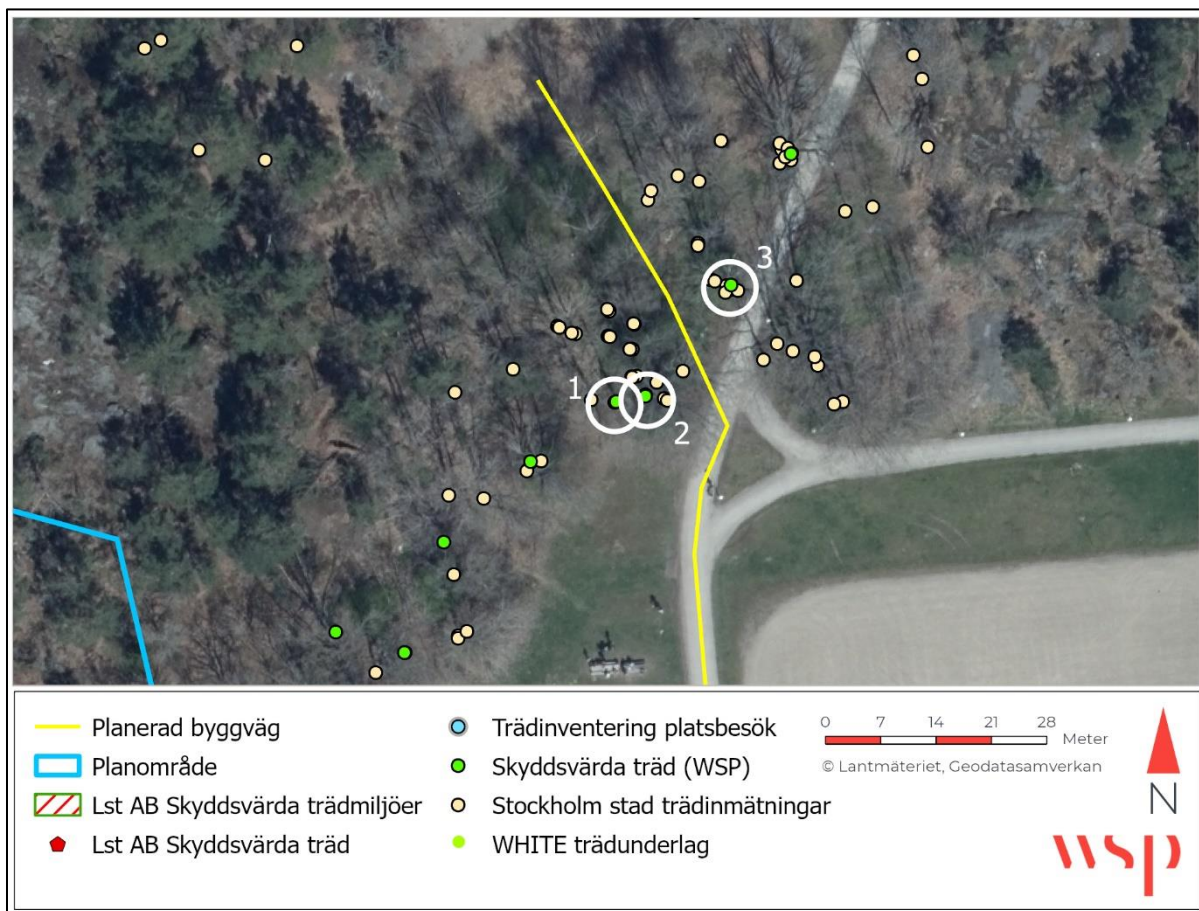 3
1
2
Planerad byggväg
Planområde
Lst AB Skyddsvärda trädmiljöer
Lst AB Skyddsvärda träd
Trädinventering platsbesök
Skyddsvärda träd (WSP)
Stockholm stad trädinmätningar
WHITE trädunderlag
0 7 14 21 28
Meter
© Lantmäteriet, Geodatasamverkan
N
wsp